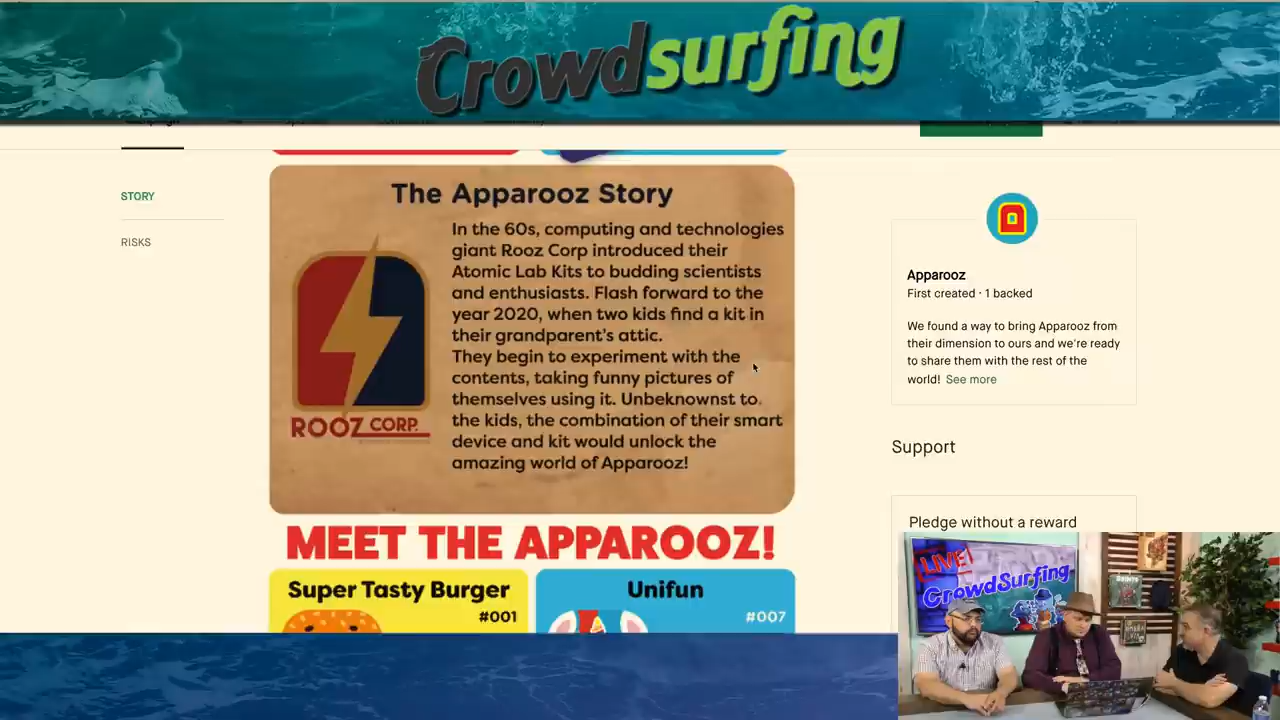 Crowdsurfing
STORY
RISKS
The Apparooz Story
In the 60s, computing and technologies
giant Rooz Corp introduced their
Atomic Lab Kits to budding scientists
and enthusiasts. Flash forward to the
year 2020, when two kids find a kit in
their grandparent's attic.
They begin to experiment with the
contents, taking funny pictures of
themselves using it. Unbeknownst to
the kids, the combination of their smart
device and kit would unlock the
amazing world of Apparooz!
ROOZ CORP.
MEET THE APPAROOZ!
Super Tasty Burger
#001
Unifun
#007
Apparooz
First created · 1 backed
We found a way to bring Apparooz from
their dimension to ours and we're ready
to share them with the rest of the
world! See more
Support
Pledge without a reward
LIVE!
CrowdSurfing